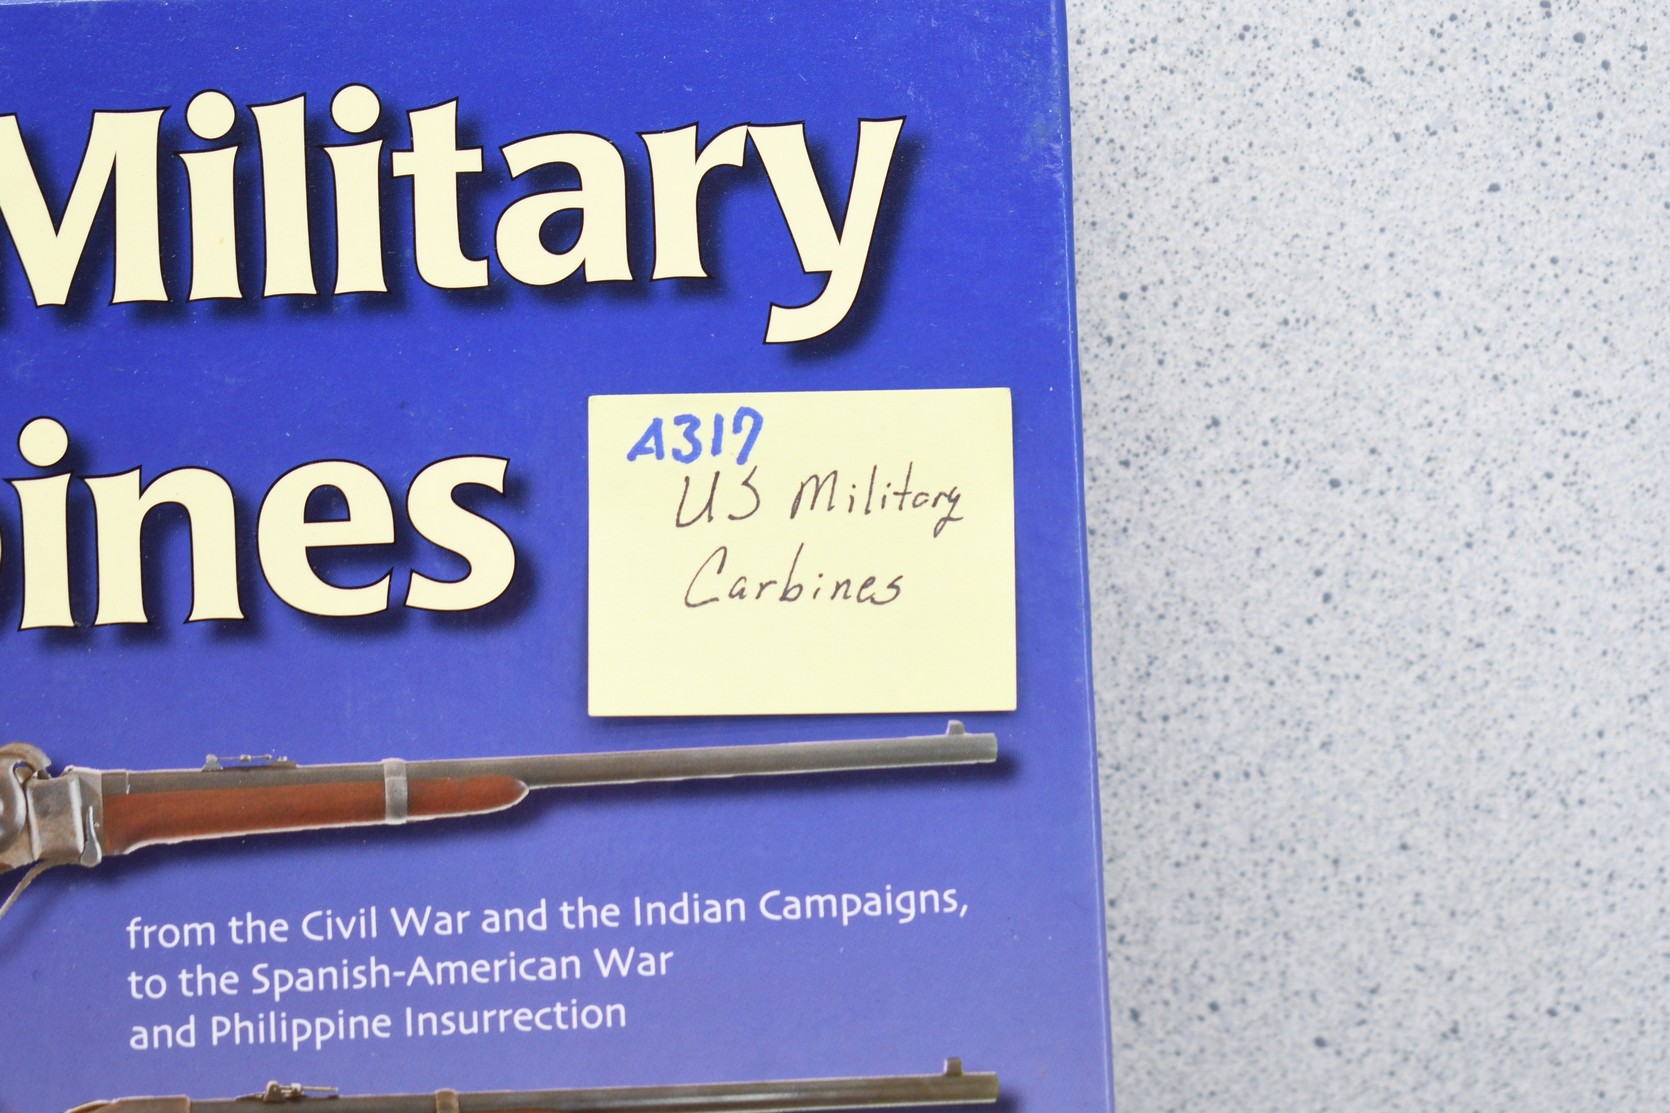 Military
bines
A317
US Military
Carbines
from the Civil War and the Indian Campaigns,
to the Spanish-American War
and Philippine Insurrection